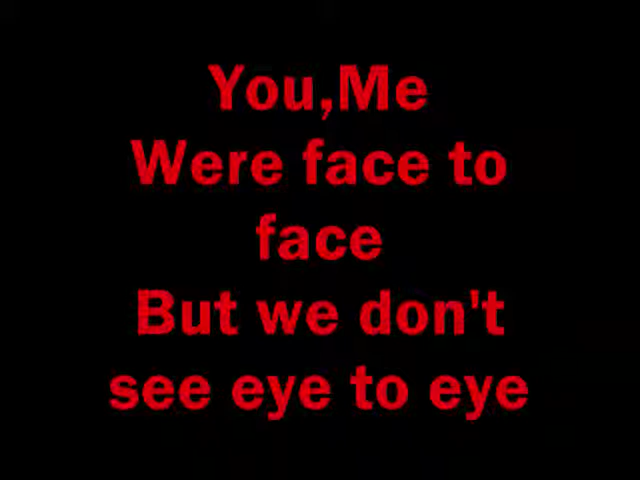 You,Me
Were face to
face
But we don't
see eye to eye